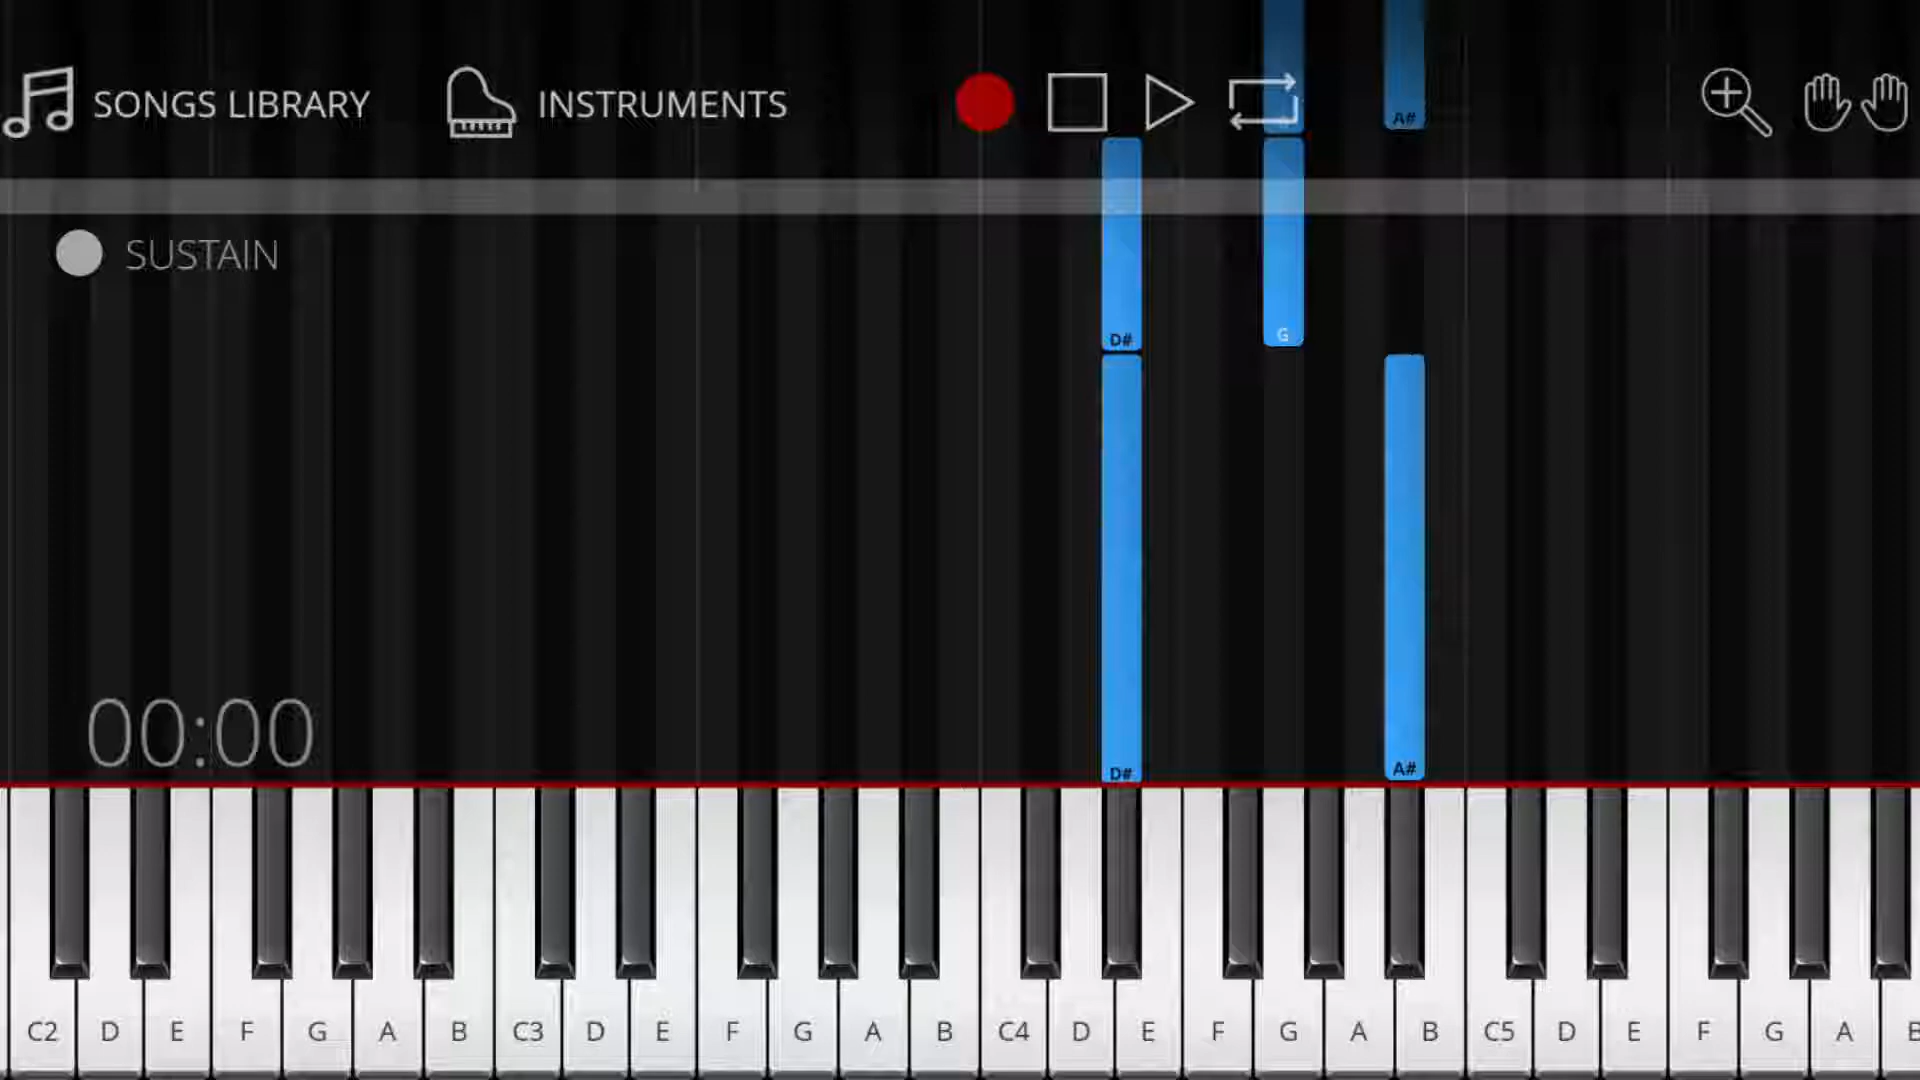 SONGS LIBRARY INSTRUMENTS
A#
SUSTAIN
D# G
00:00
D# A#
C2 D E F G A B C3 D E F G A B C4 D E F G A B C5 D E F G A B